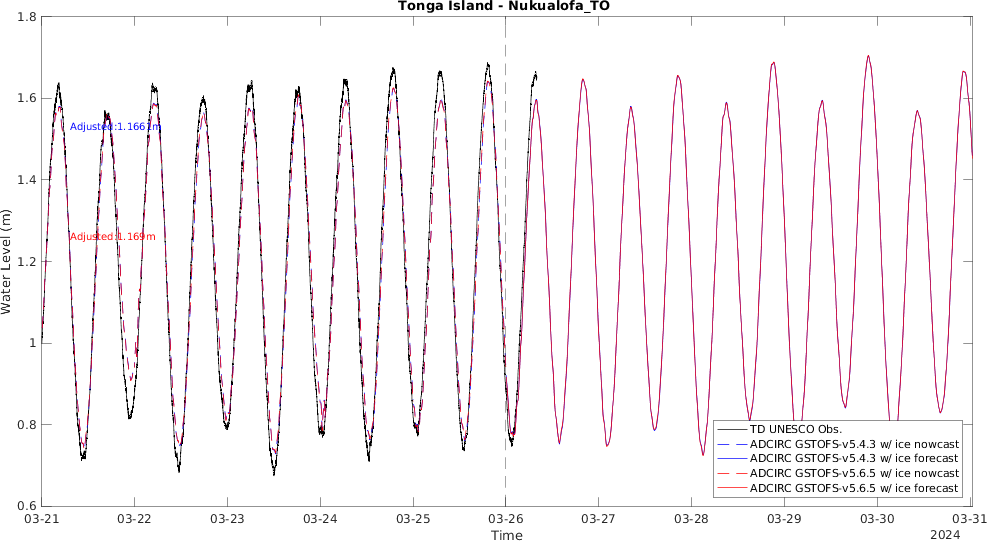 Tonga Island - Nukualofa_TO
1.8
1.6
1.4
1.2
1
0.8
0.6
Water Level (m)
Adjusted:1.1661m
Adjusted:1.169m
TD UNESCO Obs.
ADCIRC GSTOFS-v5.4.3 w/ ice nowcast
ADCIRC GSTOFS-v5.4.3 w/ ice forecast
ADCIRC GSTOFS-v5.6.5 w/ ice nowcast
ADCIRC GSTOFS-v5.6.5 w/ ice forecast
03-21 03-22 03-23 03-24 03-25 03-26 03-27 03-28 03-29 03-30 03-31
Time
2024